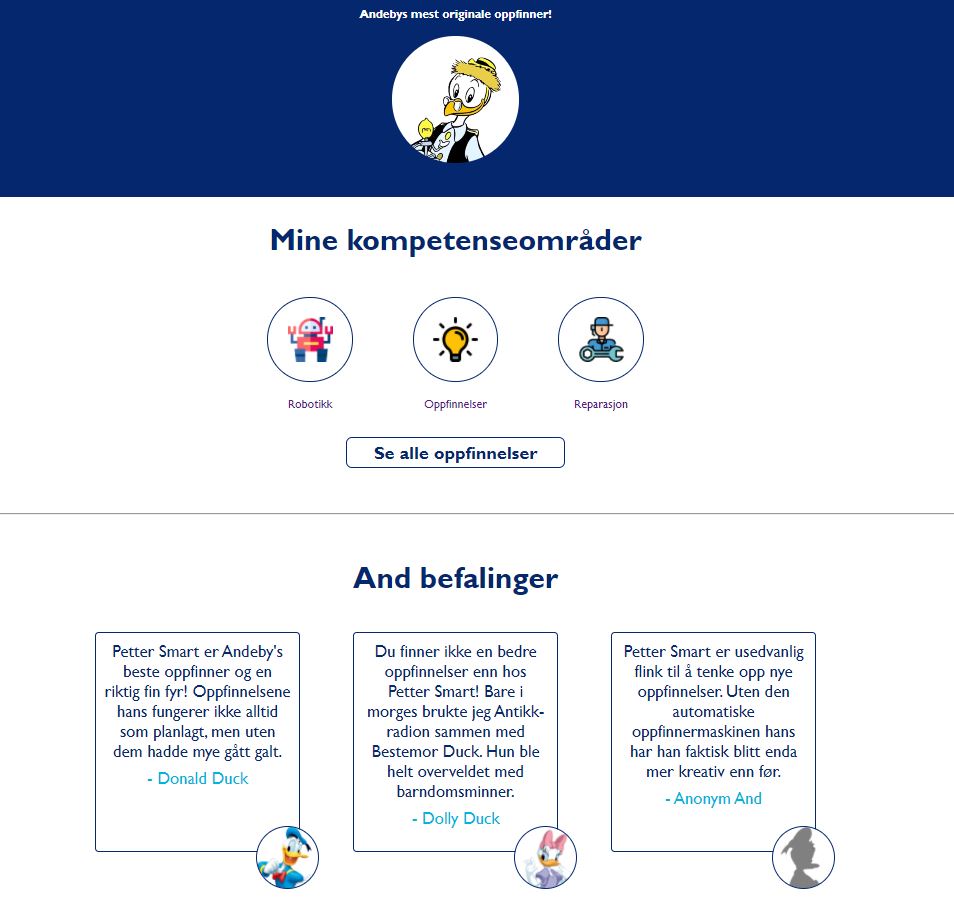 Andebys mest originale oppfinner!
Mine kompetenseområder
Robotikk
Oppfinnelser
Reparasjon
Se alle oppfinnelser
And befalinger
Petter Smart er Andeby's
beste oppfinner og en
riktig fin fyr! Oppfinnelsene
hans fungerer ikke alltid
som planlagt, men uten
dem hadde mye gått galt.
- Donald Duck
Du finner ikke en bedre
oppfinnelser enn hos
Petter Smart! Bare i
morges brukte jeg Antikk-
radion sammen med
Bestemor Duck. Hun ble
helt overveldet med
barndomsminner.
- Dolly Duck
Petter Smart er usedvanlig
flink til å tenke opp nye
oppfinnelser. Uten den
automatiske
oppfinnermaskinen hans
har han faktisk blitt enda
mer kreativ enn før.
- Anonym And